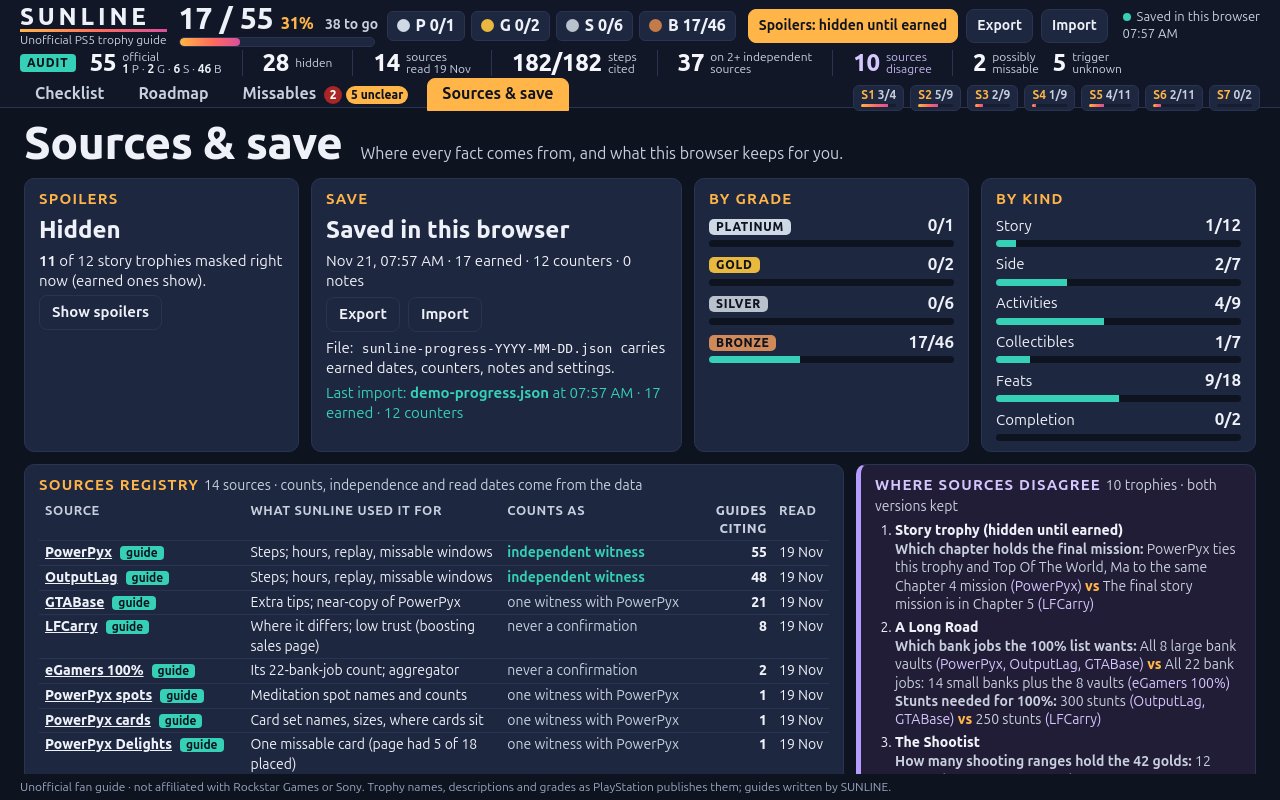 SUNLINE
Unofficial PS5 trophy guide
17 / 55 31% 38 to go
P 0/1
G 0/2
S 0/6
B 17/46
Spoilers: hidden until earned
Export
Import
Saved in this browser
07:57 AM
AUDIT
55 official
1 P · 2 G · 6 S · 46 B
28 hidden
14 sources
read 19 Nov
182/182 steps
cited
37 on 2+ independent
sources
10 sources
disagree
2 possibly
missable
5 trigger
unknown
Checklist
Roadmap
Missables 2 5 unclear
Sources & save
S1 3/4
S2 5/9
S3 2/9
S4 1/9
S5 4/11
S6 2/11
S7 0/2
Sources & save
Where every fact comes from, and what this browser keeps for you.
SPOILERS
Hidden
11 of 12 story trophies masked right
now (earned ones show).
Show spoilers
SAVE
Saved in this browser
Nov 21, 07:57 AM · 17 earned · 12 counters · 0
notes
Export
Import
File: sunline-progress-YYYY-MM-DD.json carries
earned dates, counters, notes and settings.
Last import: demo-progress.json at 07:57 AM · 17
earned · 12 counters
BY GRADE
PLATINUM 0/1
GOLD 0/2
SILVER 0/6
BRONZE 17/46
BY KIND
Story 1/12
Side 2/7
Activities 4/9
Collectibles 1/7
Feats 9/18
Completion 0/2
SOURCES REGISTRY 14 sources · counts, independence and read dates come from the data
SOURCE WHAT SUNLINE USED IT FOR COUNTS AS GUIDES CITING READ
PowerPyx guide Steps; hours, replay, missable windows independent witness 55 19 Nov
OutputLag guide Steps; hours, replay, missable windows independent witness 48 19 Nov
GTABase guide Extra tips; near-copy of PowerPyx one witness with PowerPyx 21 19 Nov
LFCarry guide Where it differs; low trust (boosting
sales page) never a confirmation 8 19 Nov
eGamers 100% guide Its 22-bank-job count; aggregator never a confirmation 2 19 Nov
PowerPyx spots guide Meditation spot names and counts one witness with PowerPyx 1 19 Nov
PowerPyx cards guide Card set names, sizes, where cards sit one witness with PowerPyx 1 19 Nov
PowerPyx Delights guide One missable card (page had 5 of 18
placed) one witness with PowerPyx 1 19 Nov
WHERE SOURCES DISAGREE 10 trophies · both
versions kept
1. Story trophy (hidden until earned)
Which chapter holds the final mission: PowerPyx ties
this trophy and Top Of The World, Ma to the same
Chapter 4 mission (PowerPyx) vs The final story
mission is in Chapter 5 (LFCarry)
2. A Long Road
Which bank jobs the 100% list wants: All 8 large bank
vaults (PowerPyx, OutputLag, GTABase) vs All 22 bank
jobs: 14 small banks plus the 8 vaults (eGamers 100%)
Stunts needed for 100%: 300 stunts (OutputLag,
GTABase) vs 250 stunts (LFCarry)
3. The Shootist
How many shooting ranges hold the 42 golds: 12
Unofficial fan guide · not affiliated with Rockstar Games or Sony. Trophy names, descriptions and grades as PlayStation publishes them; guides written by SUNLINE.